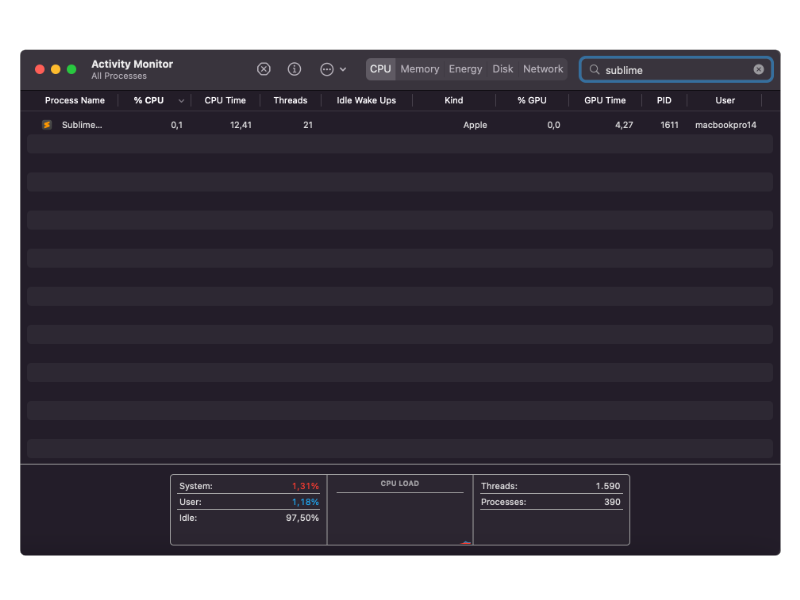 Activity Monitor
All Processes
CPU Memory Energy Disk Network
sublime
Process Name % CPU CPU Time Threads Idle Wake Ups Kind % GPU GPU Time PID User
Sublime... 0,1 12,41 21 Apple 0,0 4,27 1611 macbookpro14
System: 1,31%
User: 1,18%
Idle: 97,50%
CPU LOAD
Threads: 1.590
Processes: 390